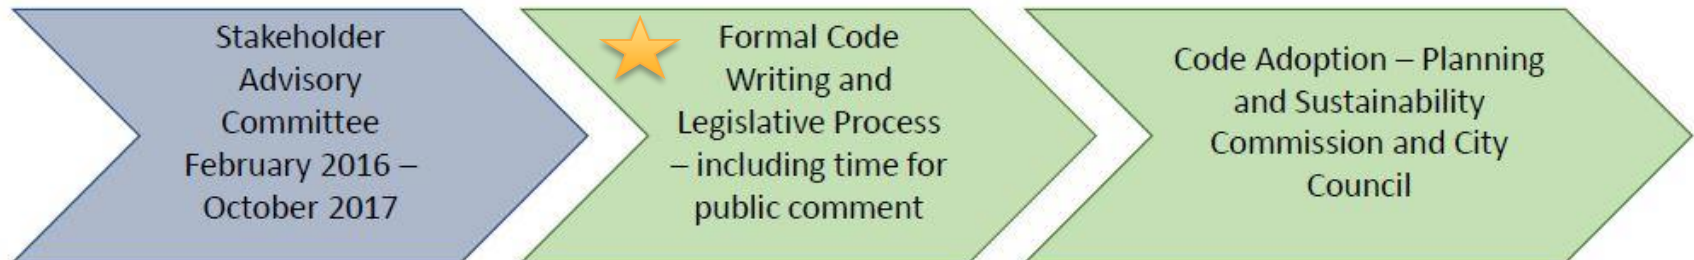 Stakeholder
Advisory
Committee
February 2016 –
October 2017
Formal Code
Writing and
Legislative Process
– including time for
public comment
Code Adoption – Planning
and Sustainability
Commission and City
Council